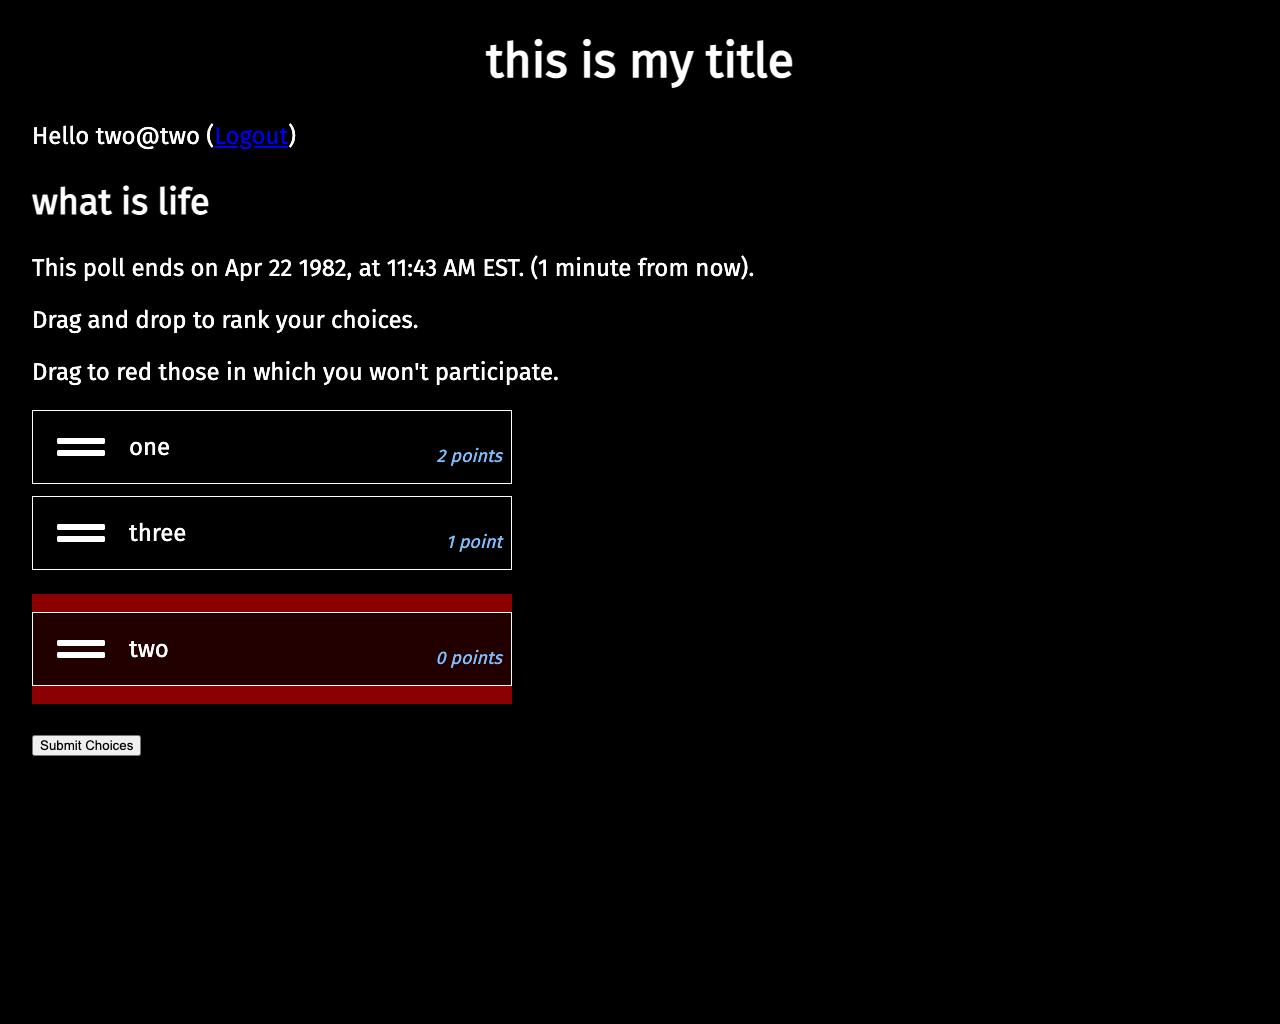 this is my title
Hello two@two (Logout)
what is life
This poll ends on Apr 22 1982, at 11:43 AM EST. (1 minute from now).
Drag and drop to rank your choices.
Drag to red those in which you won't participate.
one
2 points
three
1 point
two
0 points
Submit Choices